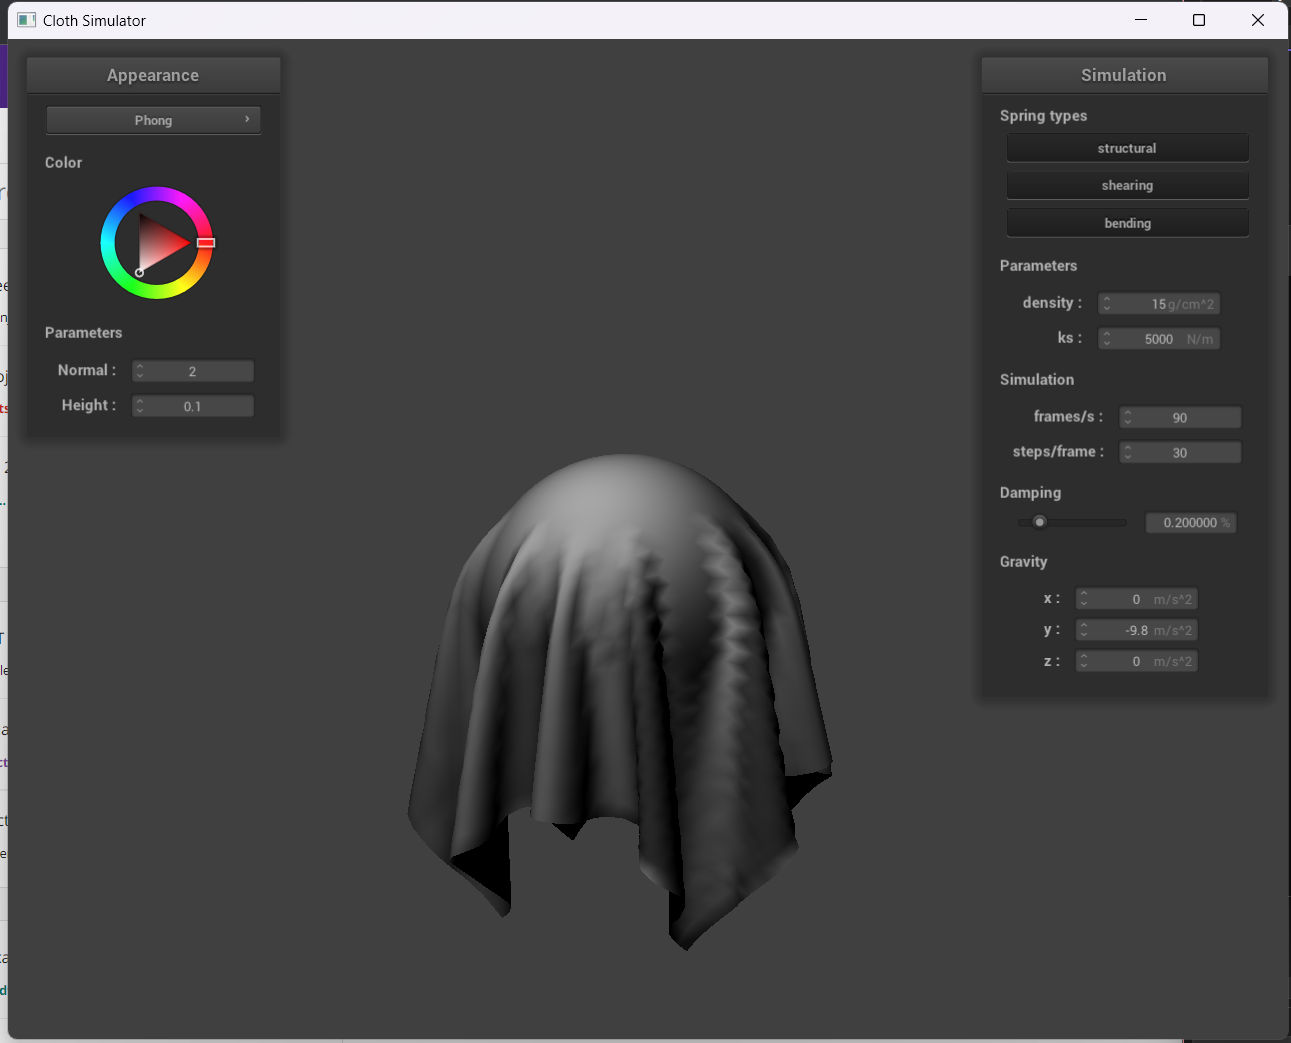 Cloth Simulator
Appearance
Phong
Color
Parameters
Normal : 2
Height : 0.1
Simulation
Spring types
structural
shearing
bending
Parameters
density : 15 g/cm^2
ks : 5000 N/m
Simulation
frames/s : 90
steps/frame : 30
Damping
0.200000 %
Gravity
x : 0 m/s^2
y : -9.8 m/s^2
z : 0 m/s^2